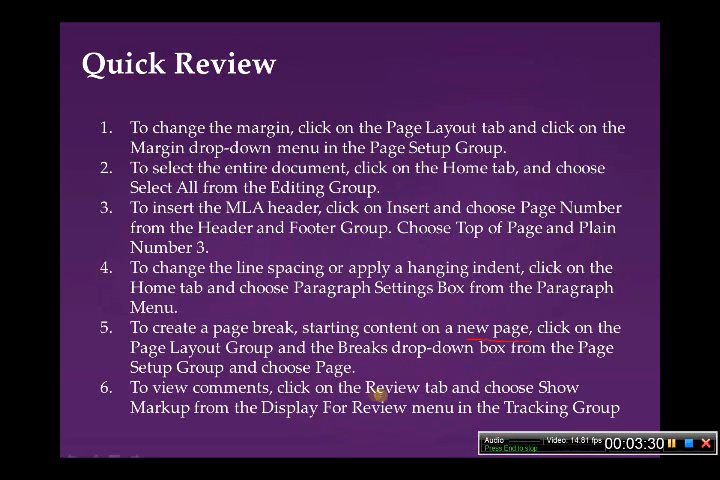 Quick Review
1. To change the margin, click on the Page Layout tab and click on the
Margin drop-down menu in the Page Setup Group.
2. To select the entire document, click on the Home tab, and choose
Select All from the Editing Group.
3. To insert the MLA header, click on Insert and choose Page Number
from the Header and Footer Group. Choose Top of Page and Plain
Number 3.
4. To change the line spacing or apply a hanging indent, click on the
Home tab and choose Paragraph Settings Box from the Paragraph
Menu.
5. To create a page break, starting content on a new page, click on the
Page Layout Group and the Breaks drop-down box from the Page
Setup Group and choose Page.
6. To view comments, click on the Review tab and choose Show
Markup from the Display For Review menu in the Tracking Group
Audio Video: 14.81 fps 00:03:30
Press End to stop